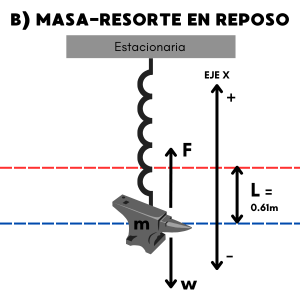 B) MASA-RESORTE EN REPOSO
Estacionaria
EJE X
+
F
L =
0.61m
m
-
w